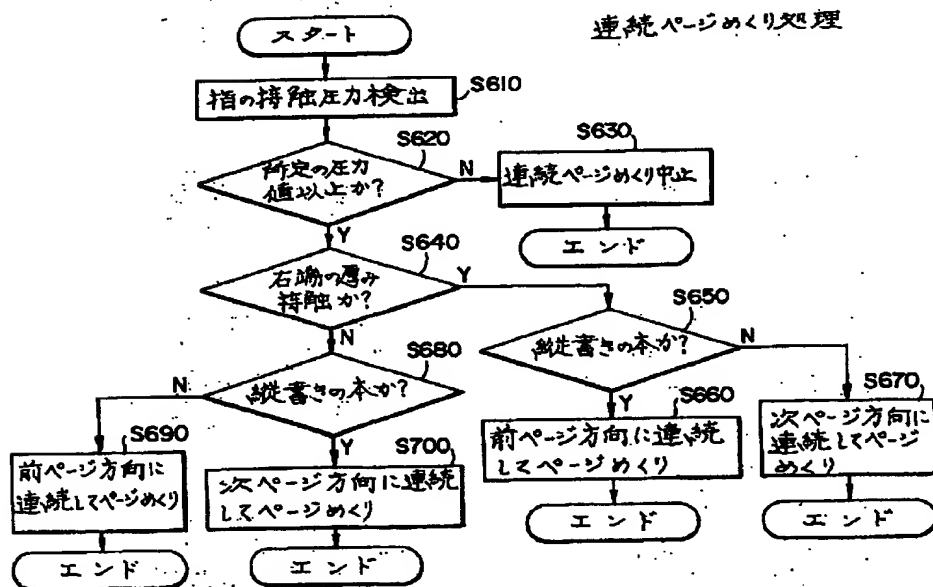 連続ページめくり処理
スタート
S610
指の接触圧力検出
S620
所定の圧力
値以上か?
N
S630
連続ページめくり中止
エンド
Y
S640
右端の厚み
接触か?
Y
S650
縦書きの本か?
N
N
S680
縦書きの本か?
N
Y
S660
前ページ方向に連続
してページめくり
エンド
S670
次ページ方向に
連続してページ
めくり
エンド
S690
前ページ方向に
連続してページめくり
エンド
Y
S700
次ページ方向に連続
してページめくり
エンド